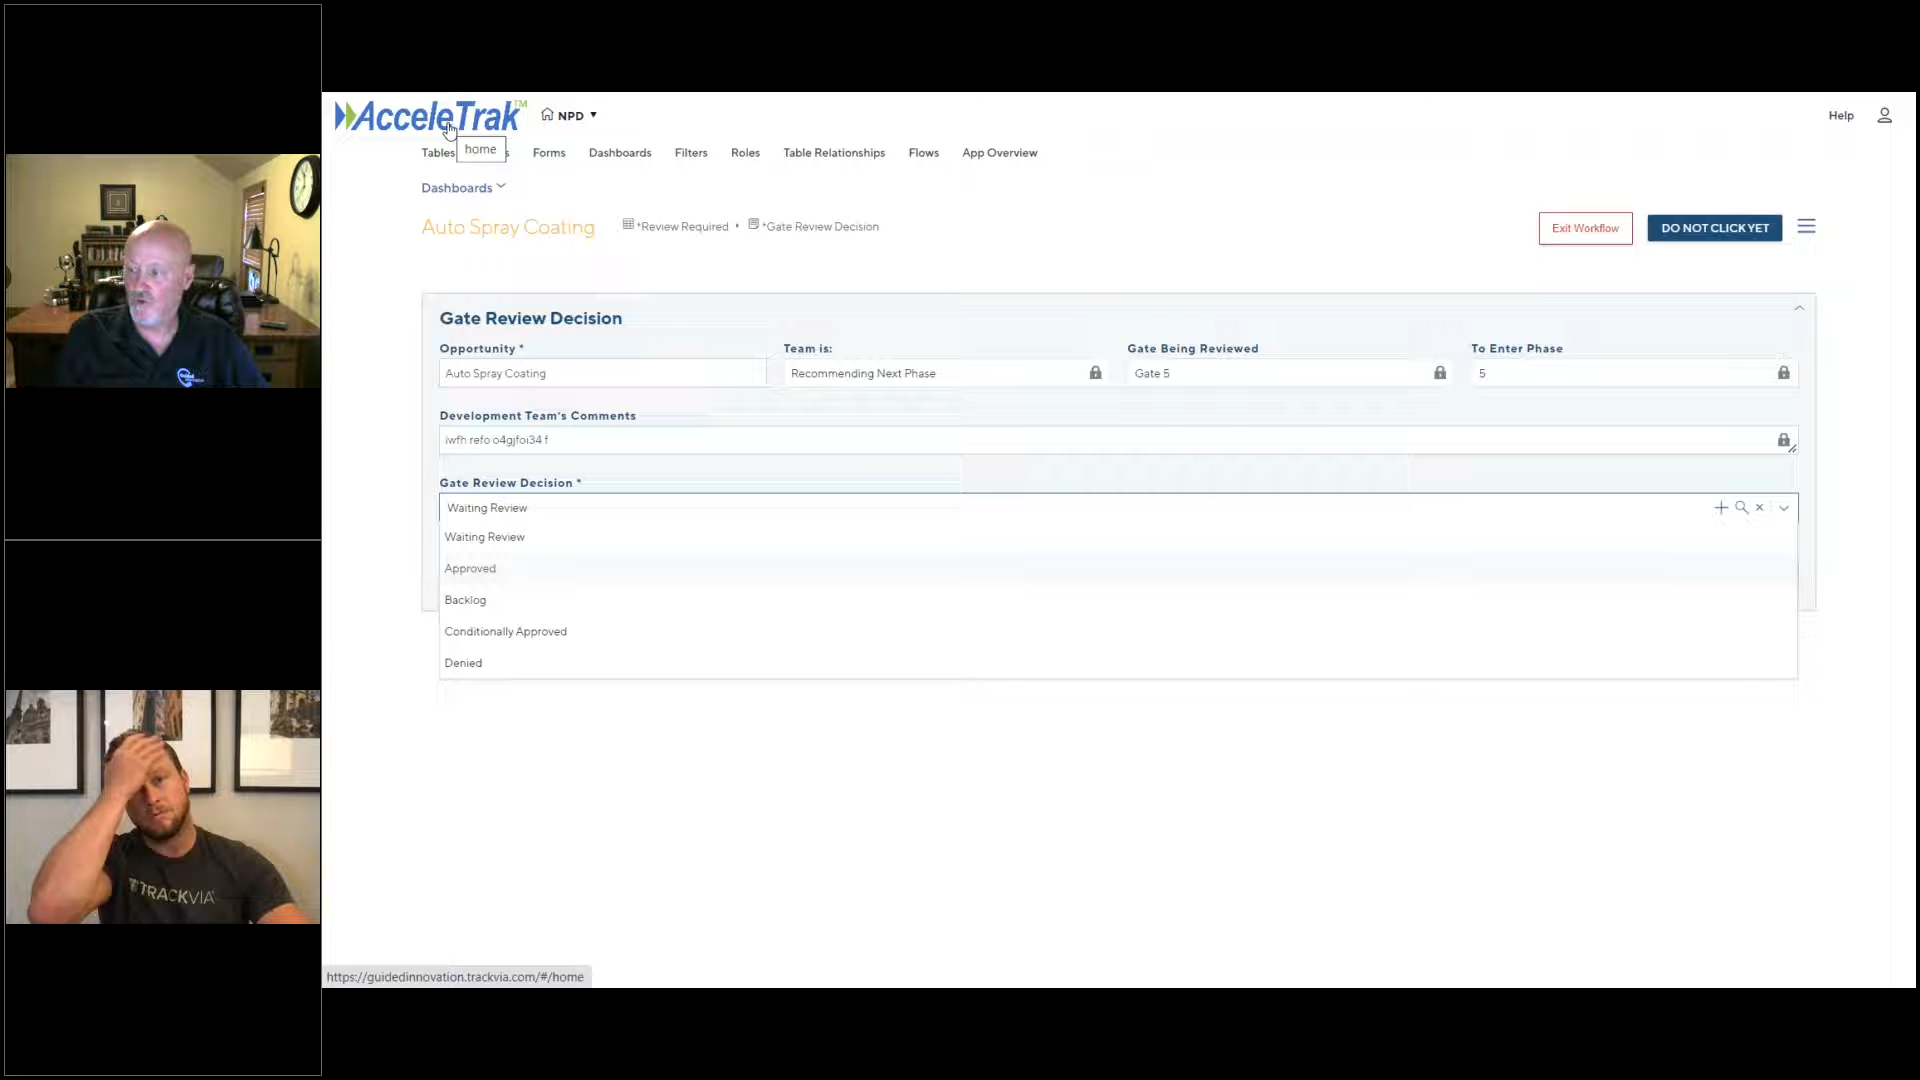 AcceleTrak™
NPD
Help
home
Tables
s
Forms
Dashboards
Filters
Roles
Table Relationships
Flows
App Overview
Dashboards
Auto Spray Coating
*Review Required • *Gate Review Decision
Exit Workflow
DO NOT CLICK YET
Gate Review Decision
Opportunity *
Team is:
Gate Being Reviewed
To Enter Phase
Auto Spray Coating
Recommending Next Phase
Gate 5
5
Development Team's Comments
iwfh refo o4gjfoi34 f
Gate Review Decision *
Waiting Review
Waiting Review
Approved
Backlog
Conditionally Approved
Denied
TRACKVIA
https://guidedinnovation.trackvia.com/#/home